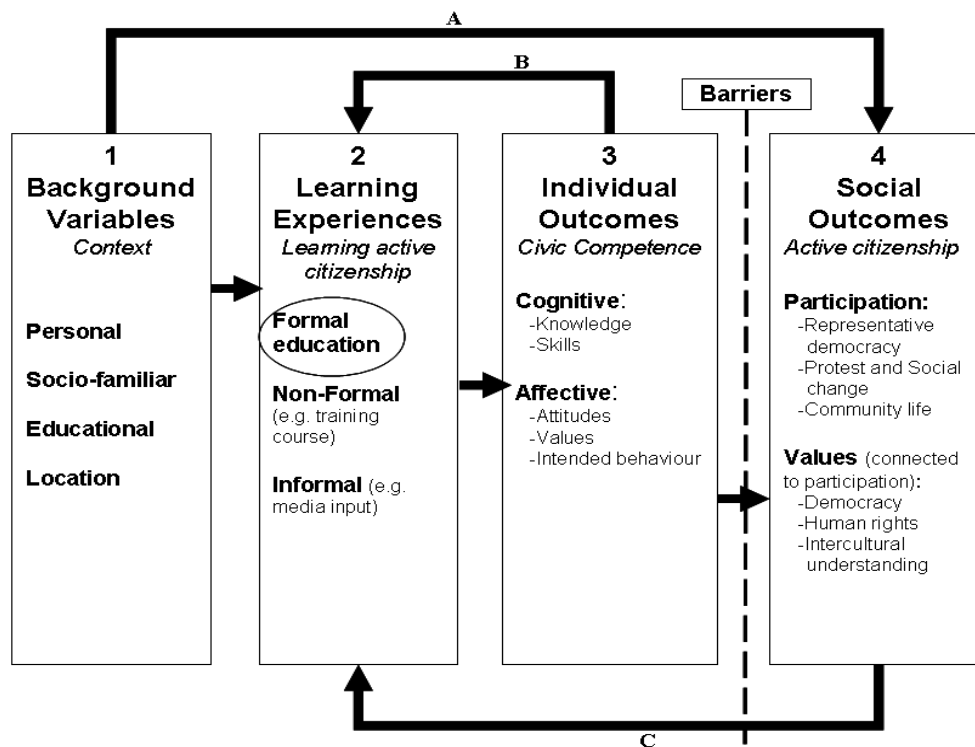 A
B
Barriers
1
Background
Variables
Context
Personal
Socio-familiar
Educational
Location
2
Learning
Experiences
Learning active
citizenship
Formal
education
Non-Formal
(e.g. training
course)
Informal (e.g.
media input)
3
Individual
Outcomes
Civic Competence
Cognitive:
-Knowledge
-Skills
Affective:
-Attitudes
-Values
-Intended behaviour
4
Social
Outcomes
Active citizenship
Participation:
-Representative
democracy
-Protest and Social
change
-Community life
Values (connected
to participation):
-Democracy
-Human rights
-Intercultural
understanding
C